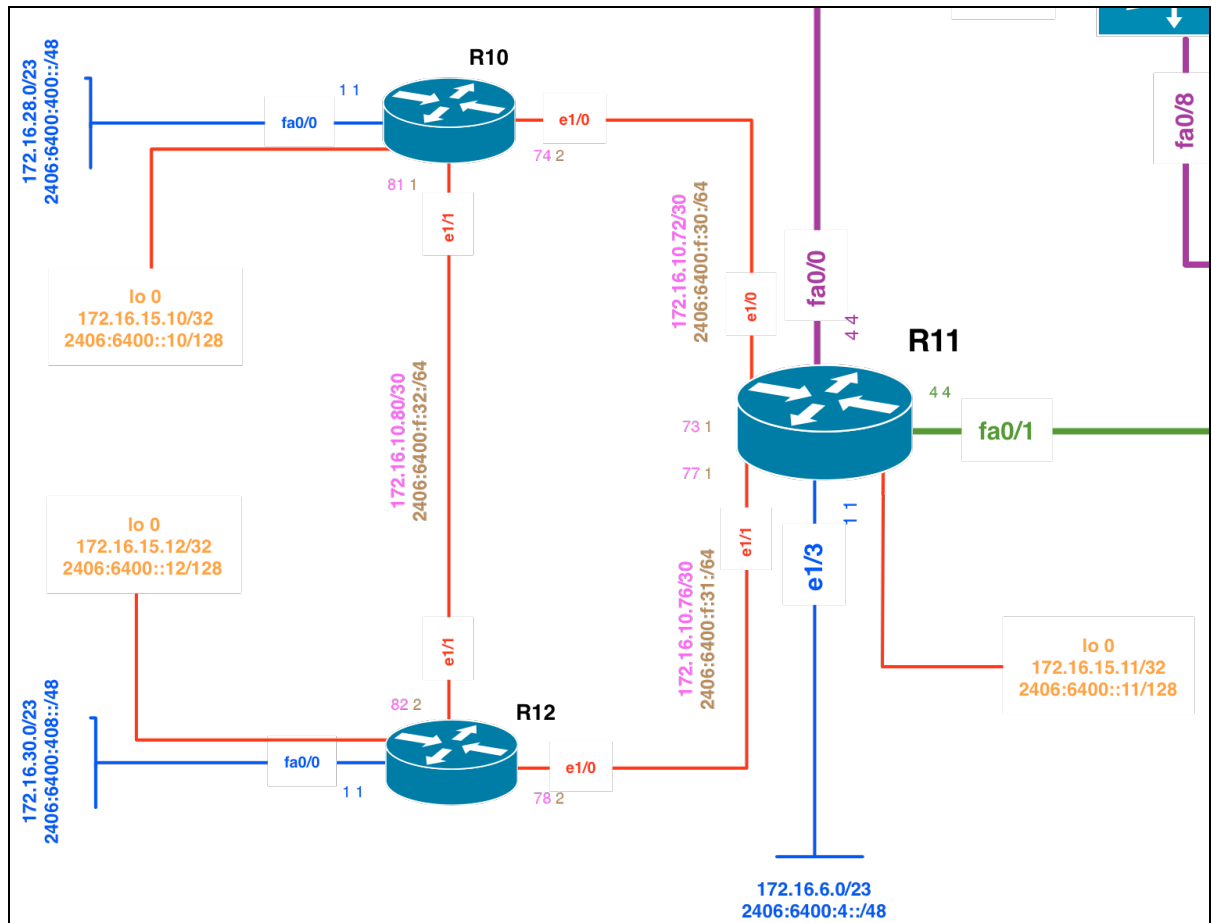 R10
172.16.28.0/23
2406:6400:400::/48
1 1
fa0/0
e1/0
74 2
81 1
e1/1
lo 0
172.16.15.10/32
2406:6400::10/128
172.16.10.72/30
2406:6400:f:30:/64
e1/0
fa0/0
4 4
fa0/8
R11
4 4
fa0/1
73 1
77 1
172.16.10.80/30
2406:6400:f:32:/64
lo 0
172.16.15.12/32
2406:6400::12/128
e1/1
1 1
e1/3
172.16.10.76/30
2406:6400:f:31:/64
lo 0
172.16.15.11/32
2406:6400::11/128
e1/1
82 2
R12
172.16.30.0/23
2406:6400:408::/48
fa0/0
1 1
e1/0
78 2
172.16.6.0/23
2406:6400:4::/48